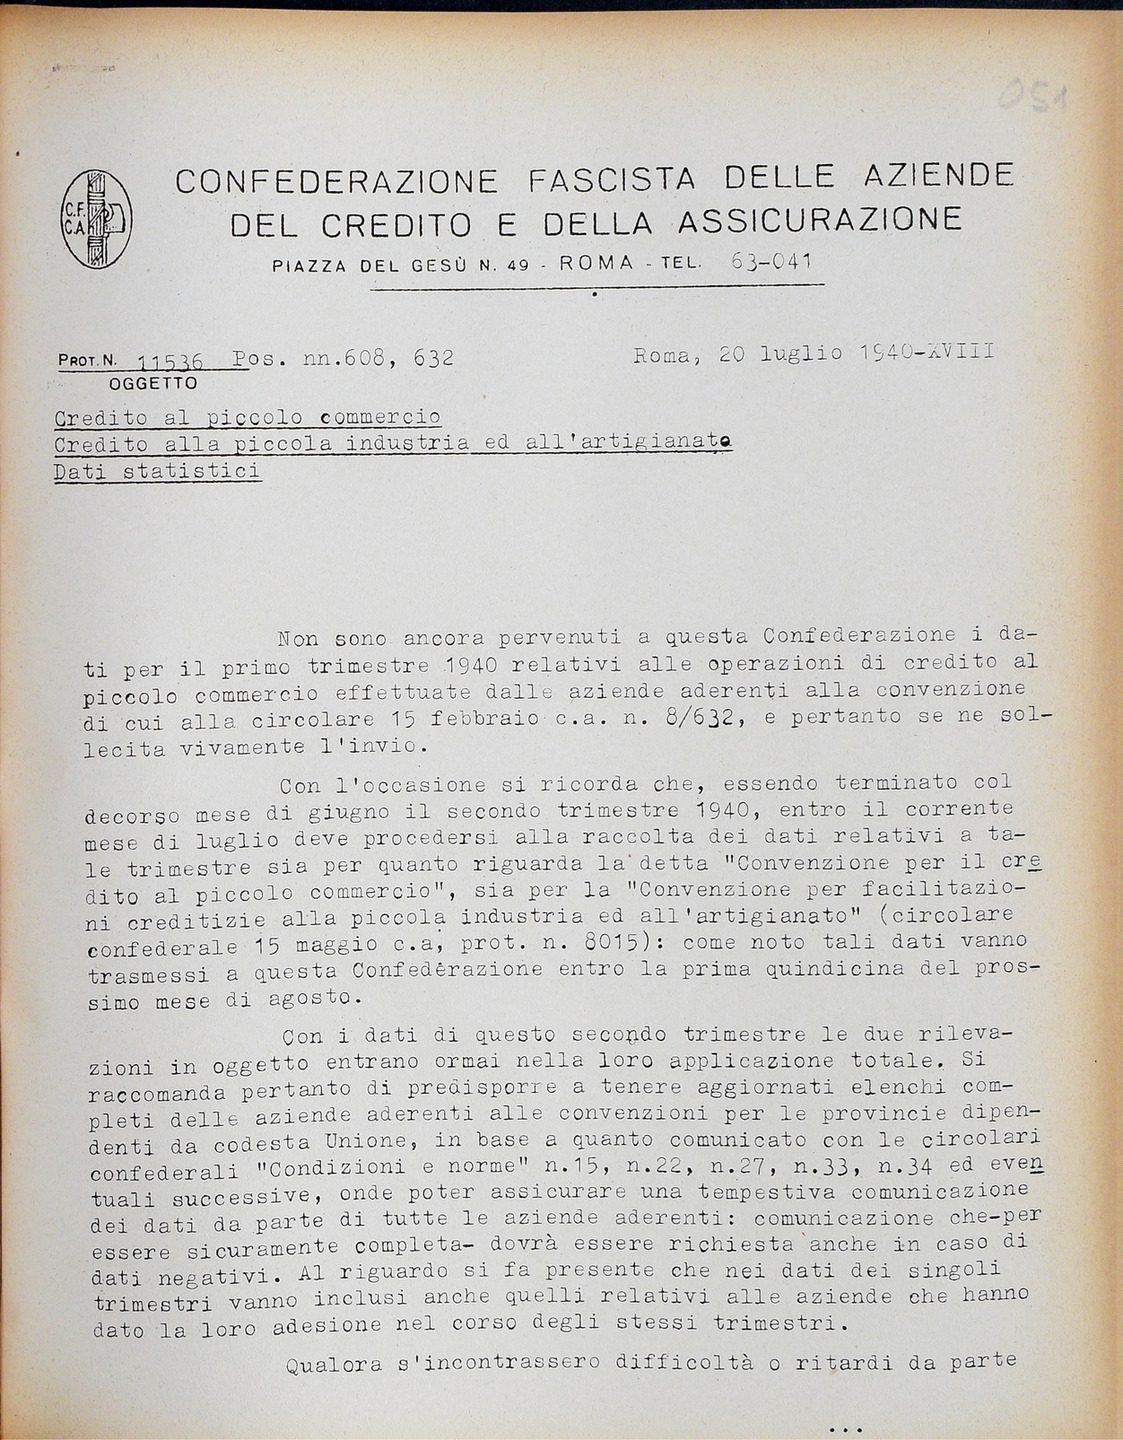 051
C.F.
C.A.
CONFEDERAZIONE FASCISTA DELLE AZIENDE
DEL CREDITO E DELLA ASSICURAZIONE
PIAZZA DEL GESÙ N. 49 - ROMA - TEL. 63-041
PROT. N. 11536 Pos. nn.608, 632
Roma, 20 luglio 1940-XVIII
OGGETTO
Credito al piccolo commercio
Credito alla piccola industria ed all'artigianato
Dati statistici
Non sono ancora pervenuti a questa Confederazione i da-
ti per il primo trimestre 1940 relativi alle operazioni di credito al
piccolo commercio effettuate dalle aziende aderenti alla convenzione
di cui alla circolare 15 febbraio c.a. n. 8/632, e pertanto se ne sol-
lecita vivamente l'invio.
Con l'occasione si ricorda che, essendo terminato col
decorso mese di giugno il secondo trimestre 1940, entro il corrente
mese di luglio deve procedersi alla raccolta dei dati relativi a ta-
le trimestre sia per quanto riguarda la detta "Convenzione per il cre
dito al piccolo commercio", sia per la "Convenzione per facilitazio-
ni creditizie alla piccola industria ed all'artigianato" (circolare
confederale 15 maggio c.a, prot. n. 8015): come noto tali dati vanno
trasmessi a questa Confederazione entro la prima quindicina del pros-
simo mese di agosto.
Con i dati di questo secondo trimestre le due rileva-
zioni in oggetto entrano ormai nella loro applicazione totale. Si
raccomanda pertanto di predisporre a tenere aggiornati elenchi com-
pleti delle aziende aderenti alle convenzioni per le provincie dipen-
denti da codesta Unione, in base a quanto comunicato con le circolari
confederali "Condizioni e norme" n.15, n.22, n.27, n.33, n.34 ed even
tuali successive, onde poter assicurare una tempestiva comunicazione
dei dati da parte di tutte le aziende aderenti: comunicazione che-per
essere sicuramente completa- dovrà essere richiesta anche in caso di
dati negativi. Al riguardo si fa presente che nei dati dei singoli
trimestri vanno inclusi anche quelli relativi alle aziende che hanno
dato la loro adesione nel corso degli stessi trimestri.
Qualora s'incontrassero difficoltà o ritardi da parte
...